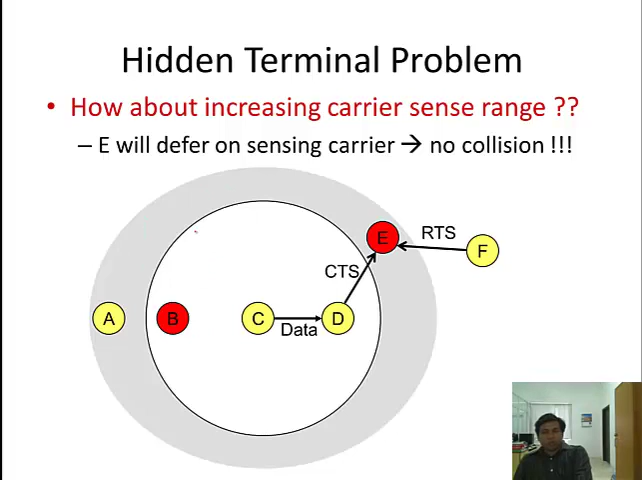 Hidden Terminal Problem
• How about increasing carrier sense range ??
– E will defer on sensing carrier → no collision !!!
E
RTS
F
CTS
A
B
C
D
Data